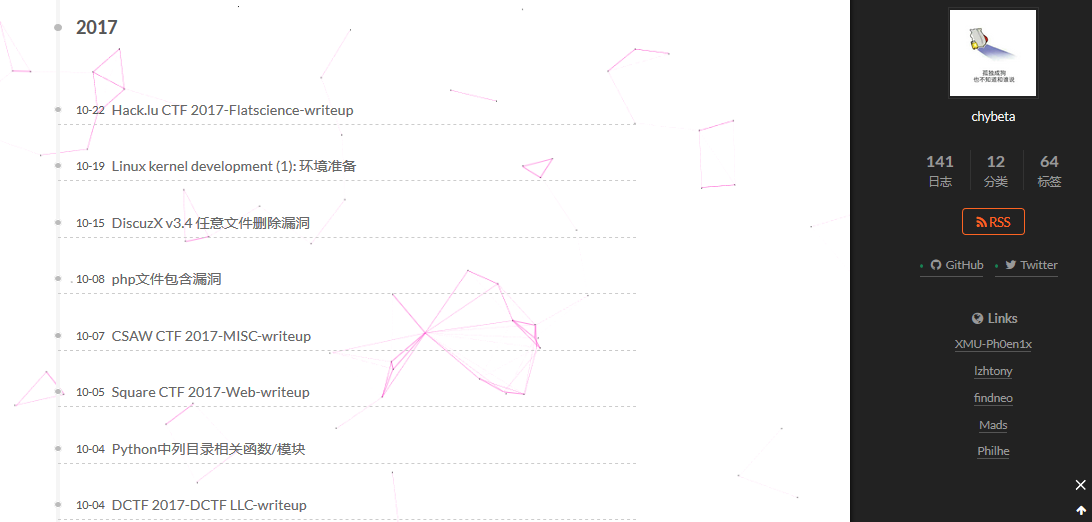 2017
10-22 Hack.lu CTF 2017-Flatscience-writeup
10-19 Linux kernel development (1): 环境准备
10-15 DiscuzX v3.4 任意文件删除漏洞
10-08 php文件包含漏洞
10-07 CSAW CTF 2017-MISC-writeup
10-05 Square CTF 2017-Web-writeup
10-04 Python中列目录相关函数/模块
10-04 DCTF 2017-DCTF LLC-writeup
孤独成狗
也不知道和谁说
chybeta
141 12 64
日志 分类 标签
RSS
GitHub Twitter
Links
XMU-Ph0en1x
lzhtony
findneo
Mads
Philhe